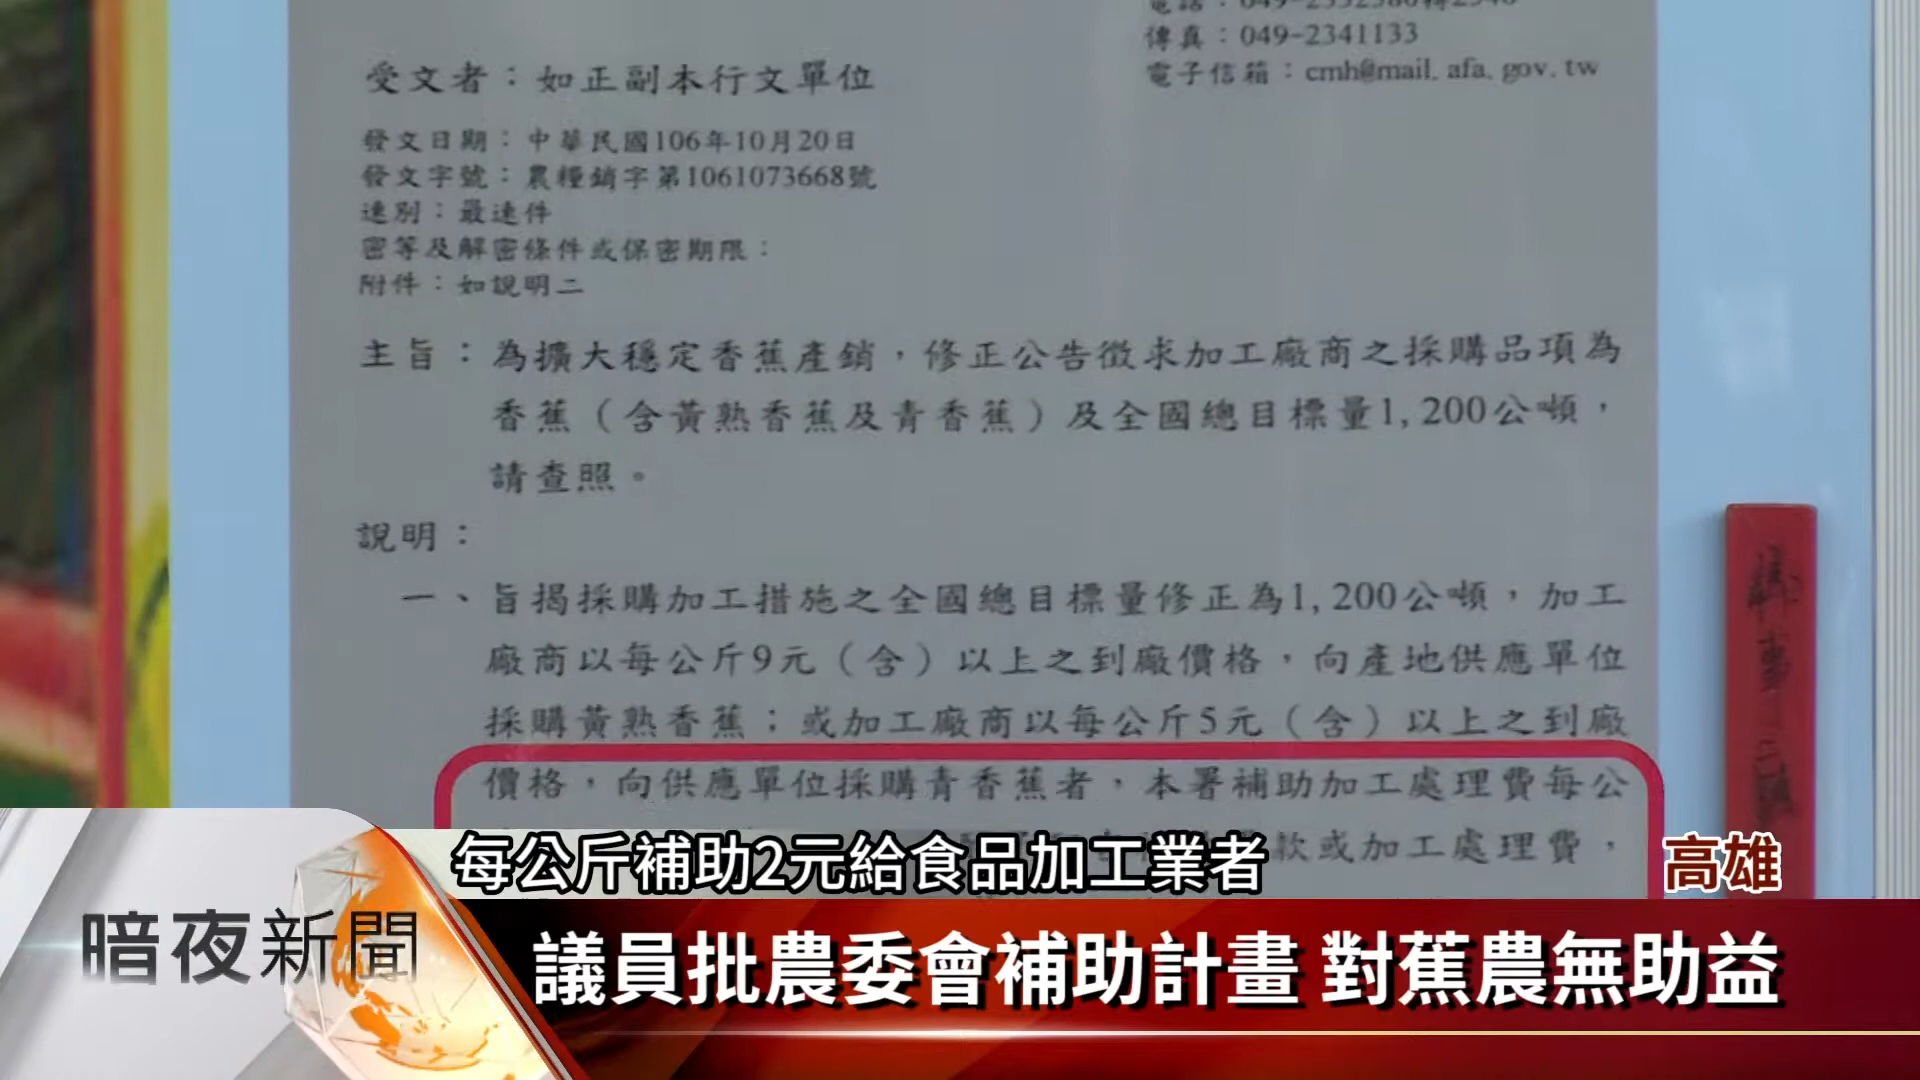 傳真：049-2341133
電子信箱：cmh@mail.afa.gov.tw
受文者：如正副本行文單位
發文日期：中華民國106年10月20日
發文字號：農糧銷字第1061073668號
速別：最速件
密等及解密條件或保密期限：
附件：如說明二
主旨：為擴大穩定香蕉產銷，修正公告徵求加工廠商之採購品項為
香蕉（含黃熟香蕉及青香蕉）及全國總目標量1,200公噸，
請查照。
說明：
一、旨揭採購加工措施之全國總目標量修正為1,200公噸，加工
廠商以每公斤9元（含）以上之到廠價格，向產地供應單位
採購黃熟香蕉；或加工廠商以每公斤5元（含）以上之到廠
價格，向供應單位採購青香蕉者，本署補助加工處理費每公
款或加工處理費，
每公斤補助2元給食品加工業者
高雄
暗夜新聞
議員批農委會補助計畫 對蕉農無助益